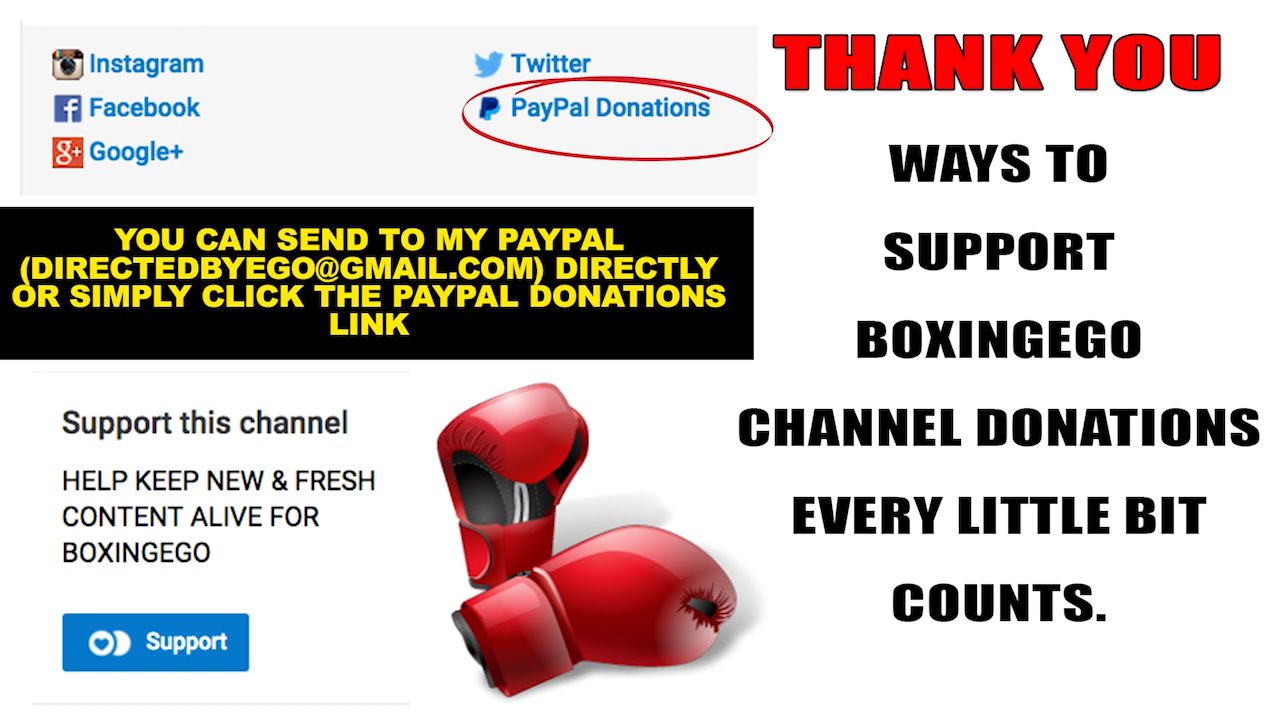 Instagram
Twitter
Facebook
PayPal Donations
Google+
YOU CAN SEND TO MY PAYPAL
(DIRECTEDBYEGO@GMAIL.COM) DIRECTLY
OR SIMPLY CLICK THE PAYPAL DONATIONS
LINK
Support this channel
HELP KEEP NEW & FRESH
CONTENT ALIVE FOR
BOXINGEGO
Support
THANK YOU
WAYS TO
SUPPORT
BOXINGEGO
CHANNEL DONATIONS
EVERY LITTLE BIT
COUNTS.